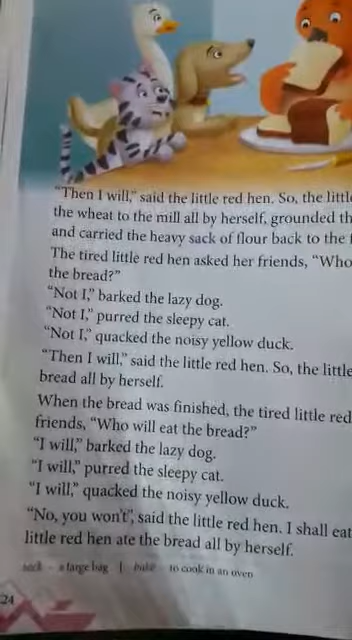 "Then I will," said the little red hen. So, the little
the wheat to the mill all by herself, grounded th
and carried the heavy sack of flour back to the
The tired little red hen asked her friends, "Who
the bread?"
"Not I," barked the lazy dog.
"Not I," purred the sleepy cat.
"Not I," quacked the noisy yellow duck.
"Then I will," said the little red hen. So, the little
bread all by herself.
When the bread was finished, the tired little red
friends, "Who will eat the bread?"
"I will," barked the lazy dog.
"I will," purred the sleepy cat.
"I will," quacked the noisy yellow duck.
"No, you won't", said the little red hen. I shall eat
little red hen ate the bread all by herself.
sack - a large bag | bake - to cook in an oven
24